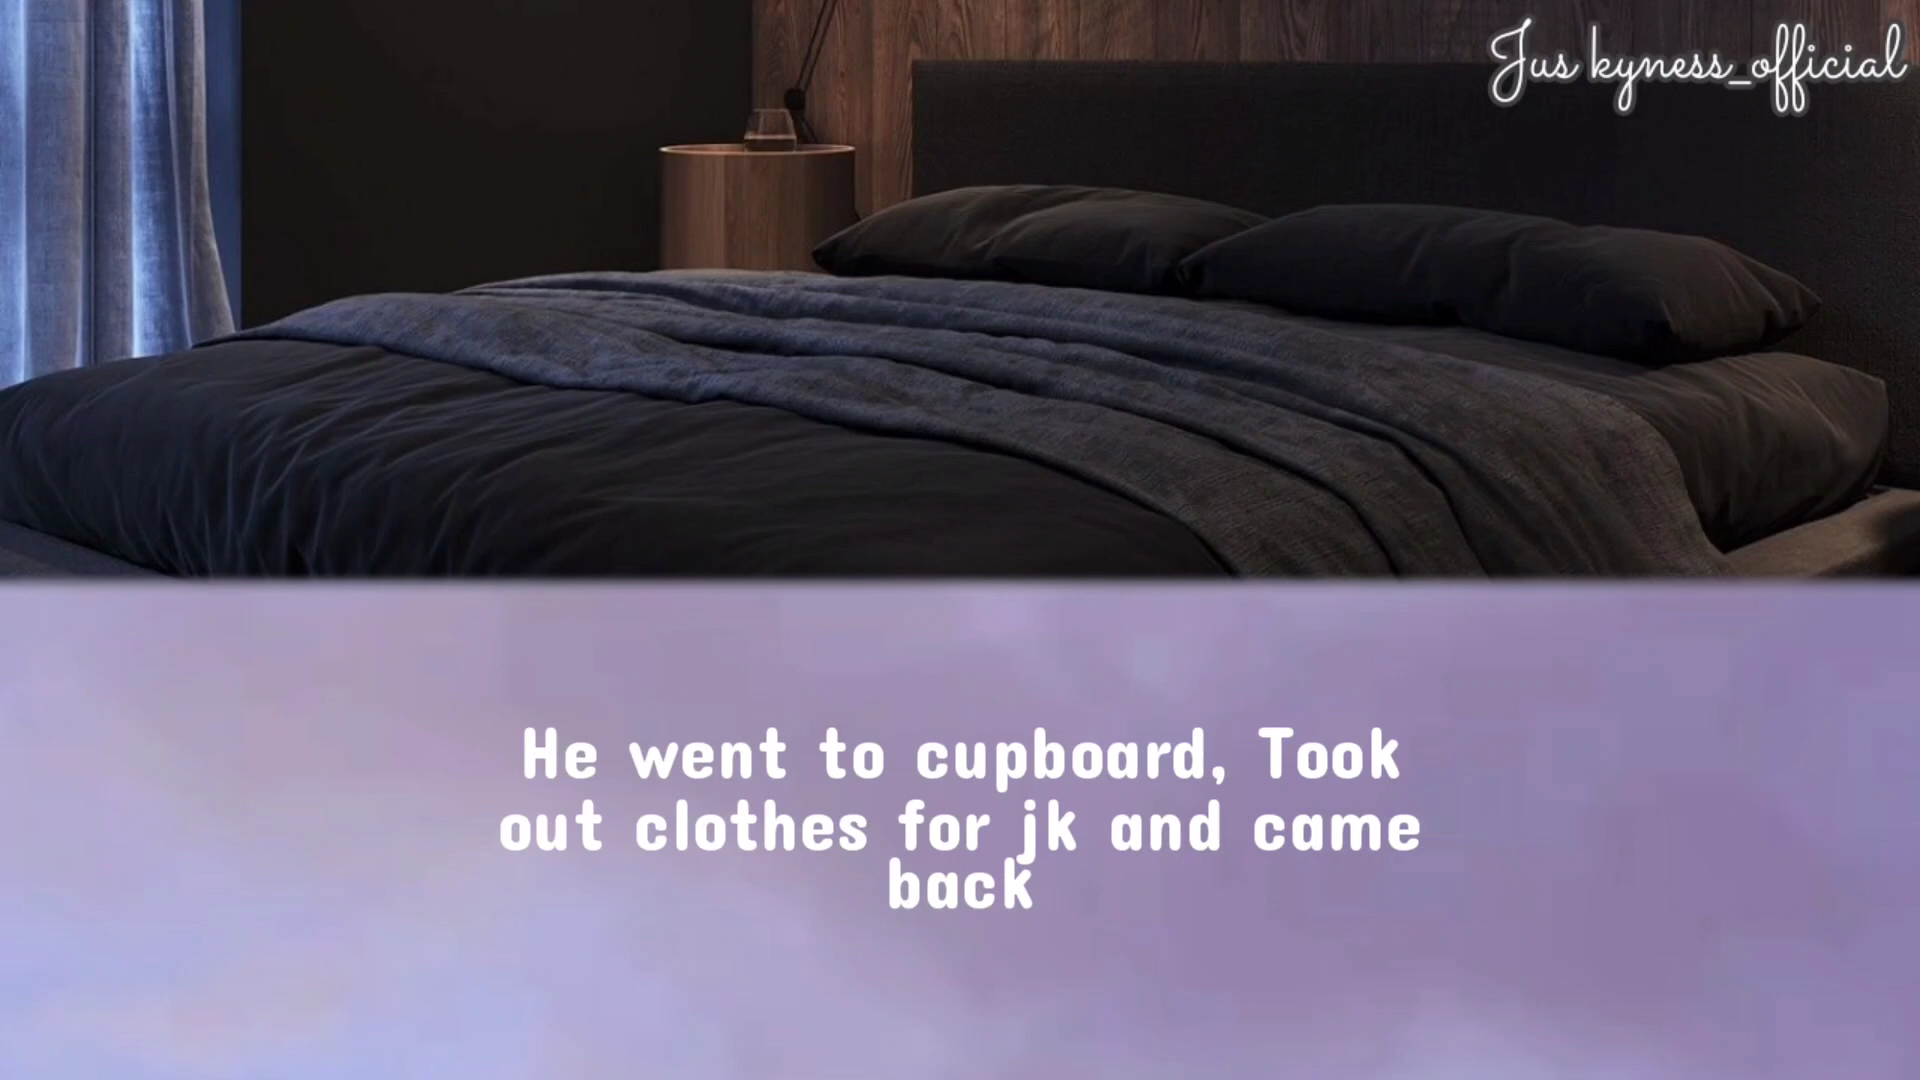 Jus kyness_official
He went to cupboard, Took
out clothes for jk and came
back